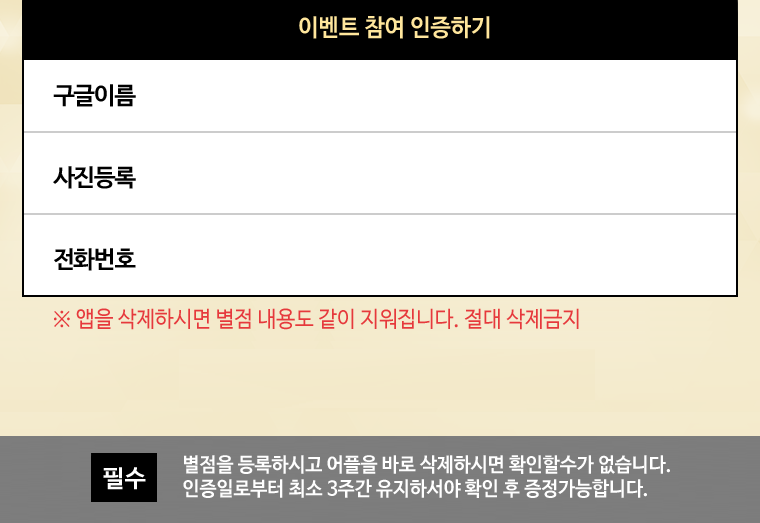 이벤트 참여 인증하기
구글이름
사진등록
전화번호
※ 앱을 삭제하시면 별점 내용도 같이 지워집니다. 절대 삭제금지
필수
별점을 등록하시고 어플을 바로 삭제하시면 확인할수가 없습니다.
인증일로부터 최소 3주간 유지하셔야 확인 후 증정가능합니다.